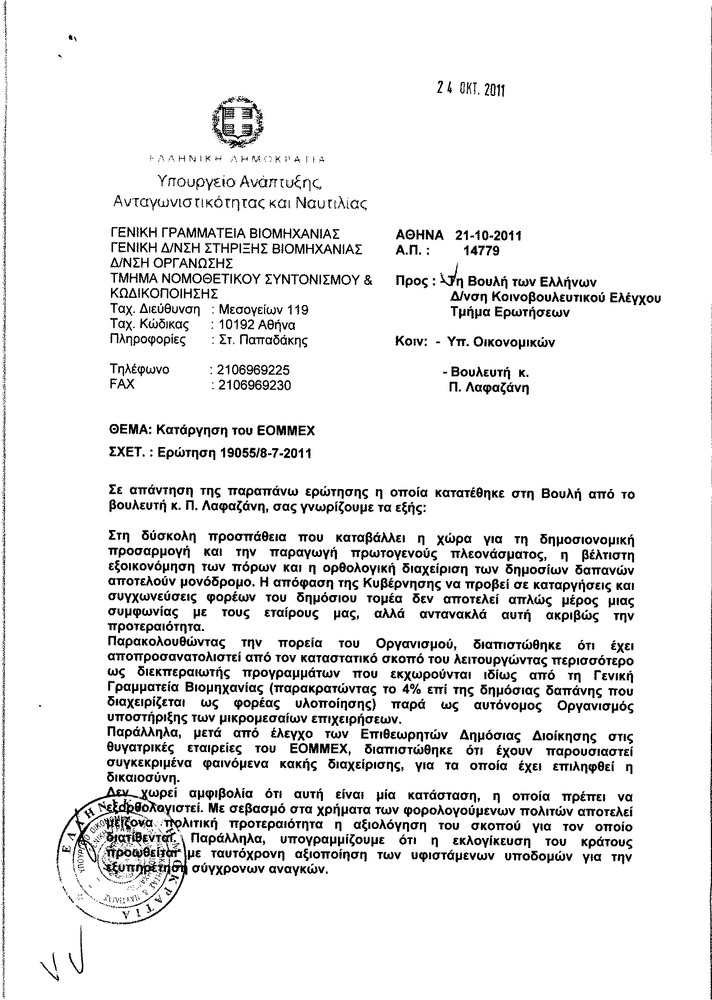 24 ΟΚΤ. 2011
ΕΛΛΗΝΙΚΗ ΔΗΜΟΚΡΑΤΙΑ
Υπουργείο Ανάπτυξης,
Ανταγωνιστικότητας και Ναυτιλίας
ΓΕΝΙΚΗ ΓΡΑΜΜΑΤΕΙΑ ΒΙΟΜΗΧΑΝΙΑΣ
ΓΕΝΙΚΗ Δ/ΝΣΗ ΣΤΗΡΙΞΗΣ ΒΙΟΜΗΧΑΝΙΑΣ
Δ/ΝΣΗ ΟΡΓΑΝΩΣΗΣ
ΤΜΗΜΑ ΝΟΜΟΘΕΤΙΚΟΥ ΣΥΝΤΟΝΙΣΜΟΥ &
ΚΩΔΙΚΟΠΟΙΗΣΗΣ
Ταχ. Διεύθυνση : Μεσογείων 119
Ταχ. Κώδικας : 10192 Αθήνα
Πληροφορίες : Στ. Παπαδάκης
Τηλέφωνο : 2106969225
FAX : 2106969230
ΑΘΗΝΑ 21-10-2011
Α.Π. : 14779
Προς : - Τη Βουλή των Ελλήνων
Δ/νση Κοινοβουλευτικού Ελέγχου
Τμήμα Ερωτήσεων
Κοιν: - Υπ. Οικονομικών
- Βουλευτή κ.
Π. Λαφαζάνη
ΘΕΜΑ: Κατάργηση του ΕΟΜΜΕΧ
ΣΧΕΤ. : Ερώτηση 19055/8-7-2011
Σε απάντηση της παραπάνω ερώτησης η οποία κατατέθηκε στη Βουλή από το
βουλευτή κ. Π. Λαφαζάνη, σας γνωρίζουμε τα εξής:
Στη δύσκολη προσπάθεια που καταβάλλει η χώρα για τη δημοσιονομική
προσαρμογή και την παραγωγή πρωτογενούς πλεονάσματος, η βέλτιστη
εξοικονόμηση των πόρων και η ορθολογική διαχείριση των δημοσίων δαπανών
αποτελούν μονόδρομο. Η απόφαση της Κυβέρνησης να προβεί σε καταργήσεις και
συγχωνεύσεις φορέων του δημόσιου τομέα δεν αποτελεί απλώς μέρος μιας
συμφωνίας με τους εταίρους μας, αλλά αντανακλά αυτή ακριβώς την
προτεραιότητα.
Παρακολουθώντας την πορεία του Οργανισμού, διαπιστώθηκε ότι έχει
αποπροσανατολιστεί από τον καταστατικό σκοπό του λειτουργώντας περισσότερο
ως διεκπεραιωτής προγραμμάτων που εκχωρούνται ιδίως από τη Γενική
Γραμματεία Βιομηχανίας (παρακρατώντας το 4% επί της δημόσιας δαπάνης που
διαχειρίζεται ως φορέας υλοποίησης) παρά ως αυτόνομος Οργανισμός
υποστήριξης των μικρομεσαίων επιχειρήσεων.
Παράλληλα, μετά από έλεγχο των Επιθεωρητών Δημόσιας Διοίκησης στις
θυγατρικές εταιρείες του ΕΟΜΜΕΧ, διαπιστώθηκε ότι έχουν παρουσιαστεί
συγκεκριμένα φαινόμενα κακής διαχείρισης, για τα οποία έχει επιληφθεί η
δικαιοσύνη.
Δεν χωρεί αμφιβολία ότι αυτή είναι μία κατάσταση, η οποία πρέπει να
εξορθολογιστεί. Με σεβασμό στα χρήματα των φορολογούμενων πολιτών αποτελεί
μείζονα πολιτική προτεραιότητα η αξιολόγηση του σκοπού για τον οποίο
διατίθενται. Παράλληλα, υπογραμμίζουμε ότι η εκλογίκευση του κράτους
προωθείται με ταυτόχρονη αξιοποίηση των υφιστάμενων υποδομών για την
εξυπηρέτηση σύγχρονων αναγκών.
ΕΛΛΗΝΙΚΗ ΔΗΜΟΚΡΑΤΙΑ